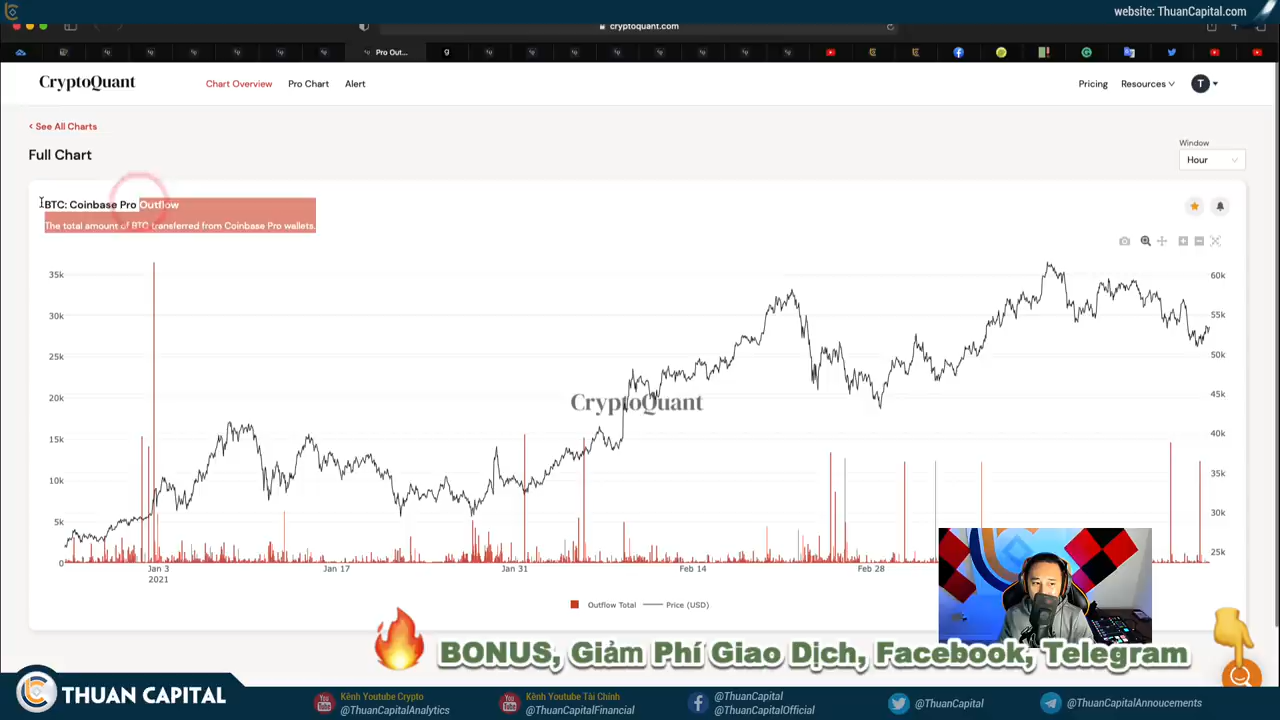 website: ThuanCapital.com
cryptoquant.com
Pro Out...
CryptoQuant
Chart Overview
Pro Chart
Alert
Pricing
Resources
T
< See All Charts
Full Chart
Window
Hour
BTC: Coinbase Pro Outflow
The total amount of BTC transferred from Coinbase Pro wallets.
35k
30k
25k
20k
15k
10k
5k
0
60k
55k
50k
45k
40k
35k
30k
25k
CryptoQuant
Jan 3
2021
Jan 17
Jan 31
Feb 14
Feb 28
Outflow Total
Price (USD)
BONUS, Giảm Phí Giao Dịch, Facebook, Telegram
THUAN CAPITAL
Kênh Youtube Crypto
@ThuanCapitalAnalytics
Kênh Youtube Tài Chính
@ThuanCapitalFinancial
@ThuanCapital
@ThuanCapitalOfficial
@ThuanCapital
@ThuanCapitalAnnoucements